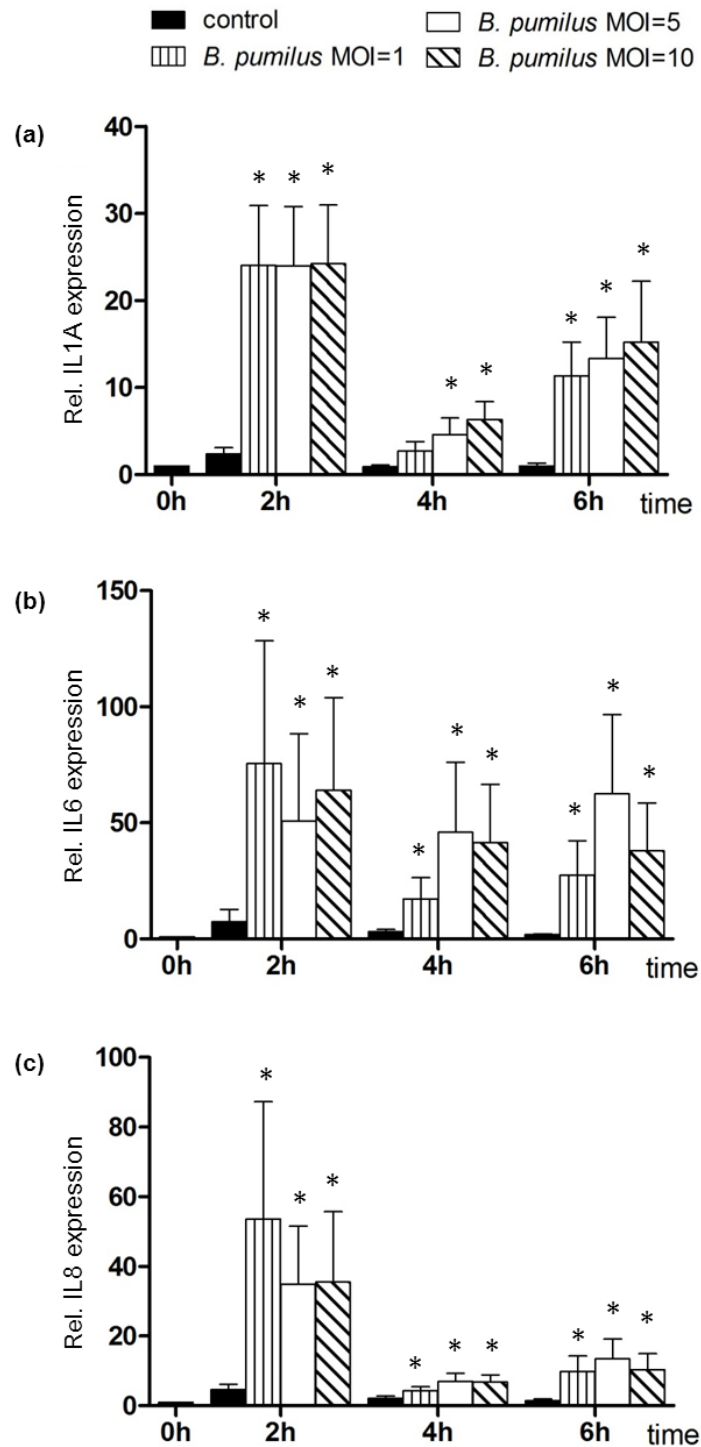 control
B. pumilus MOI=5
B. pumilus MOI=1
B. pumilus MOI=10
(a)
Rel. IL1A expression
40
30
20
10
0
* * *
* *
* * *
0h 2h 4h 6h time
(b)
Rel. IL6 expression
150
100
50
0
* * *
* * *
* * *
0h 2h 4h 6h time
(c)
Rel. IL8 expression
100
80
60
40
20
0
* * *
* * *
* * *
0h 2h 4h 6h time